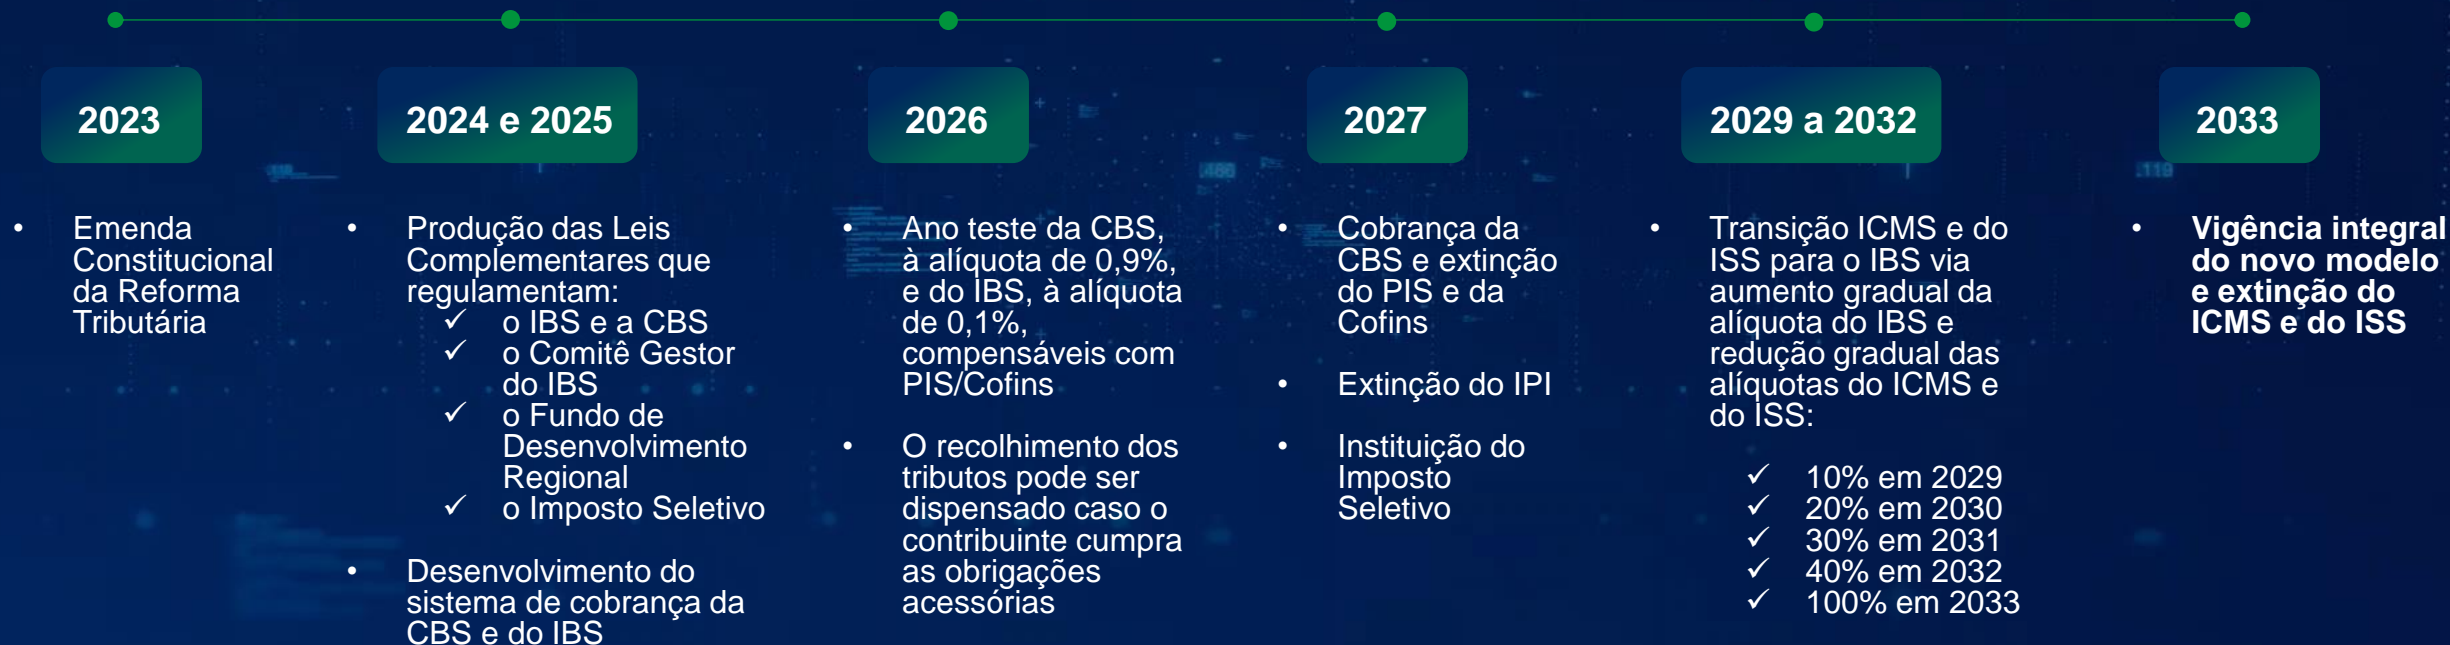 2023
• Emenda
Constitucional
da Reforma
Tributária
2024 e 2025
• Produção das Leis
Complementares que
regulamentam:
✓ o IBS e a CBS
✓ o Comitê Gestor
do IBS
✓ o Fundo de
Desenvolvimento
Regional
✓ o Imposto Seletivo
• Desenvolvimento do
sistema de cobrança da
CBS e do IBS
2026
• Ano teste da CBS,
à alíquota de 0,9%,
e do IBS, à alíquota
de 0,1%,
compensáveis com
PIS/Cofins
• O recolhimento dos
tributos pode ser
dispensado caso o
contribuinte cumpra
as obrigações
acessórias
2027
• Cobrança da
CBS e extinção
do PIS e da
Cofins
• Extinção do IPI
• Instituição do
Imposto
Seletivo
2029 a 2032
• Transição ICMS e do
ISS para o IBS via
aumento gradual da
alíquota do IBS e
redução gradual das
alíquotas do ICMS e
do ISS:
✓ 10% em 2029
✓ 20% em 2030
✓ 30% em 2031
✓ 40% em 2032
✓ 100% em 2033
2033
• Vigência integral
do novo modelo
e extinção do
ICMS e do ISS